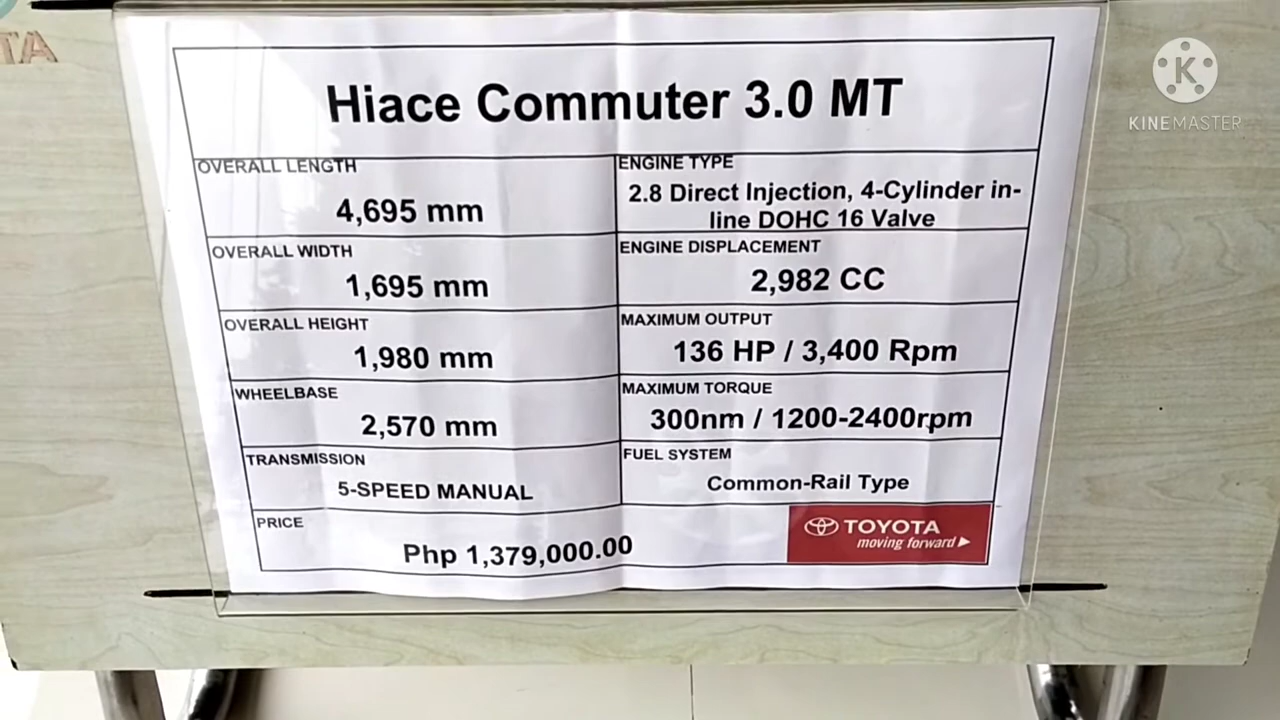 TA
KINEMASTER
Hiace Commuter 3.0 MT
OVERALL LENGTH
4,695 mm
ENGINE TYPE
2.8 Direct Injection, 4-Cylinder in-
line DOHC 16 Valve
OVERALL WIDTH
1,695 mm
ENGINE DISPLACEMENT
2,982 CC
OVERALL HEIGHT
1,980 mm
MAXIMUM OUTPUT
136 HP / 3,400 Rpm
WHEELBASE
2,570 mm
MAXIMUM TORQUE
300nm / 1200-2400rpm
TRANSMISSION
5-SPEED MANUAL
FUEL SYSTEM
Common-Rail Type
PRICE
Php 1,379,000.00
TOYOTA
moving forward